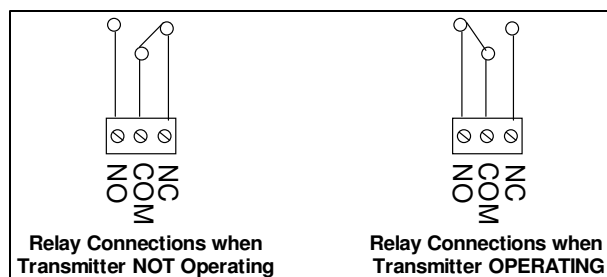 NO COM NC
NO COM NC
Relay Connections when
Transmitter NOT Operating
Relay Connections when
Transmitter OPERATING